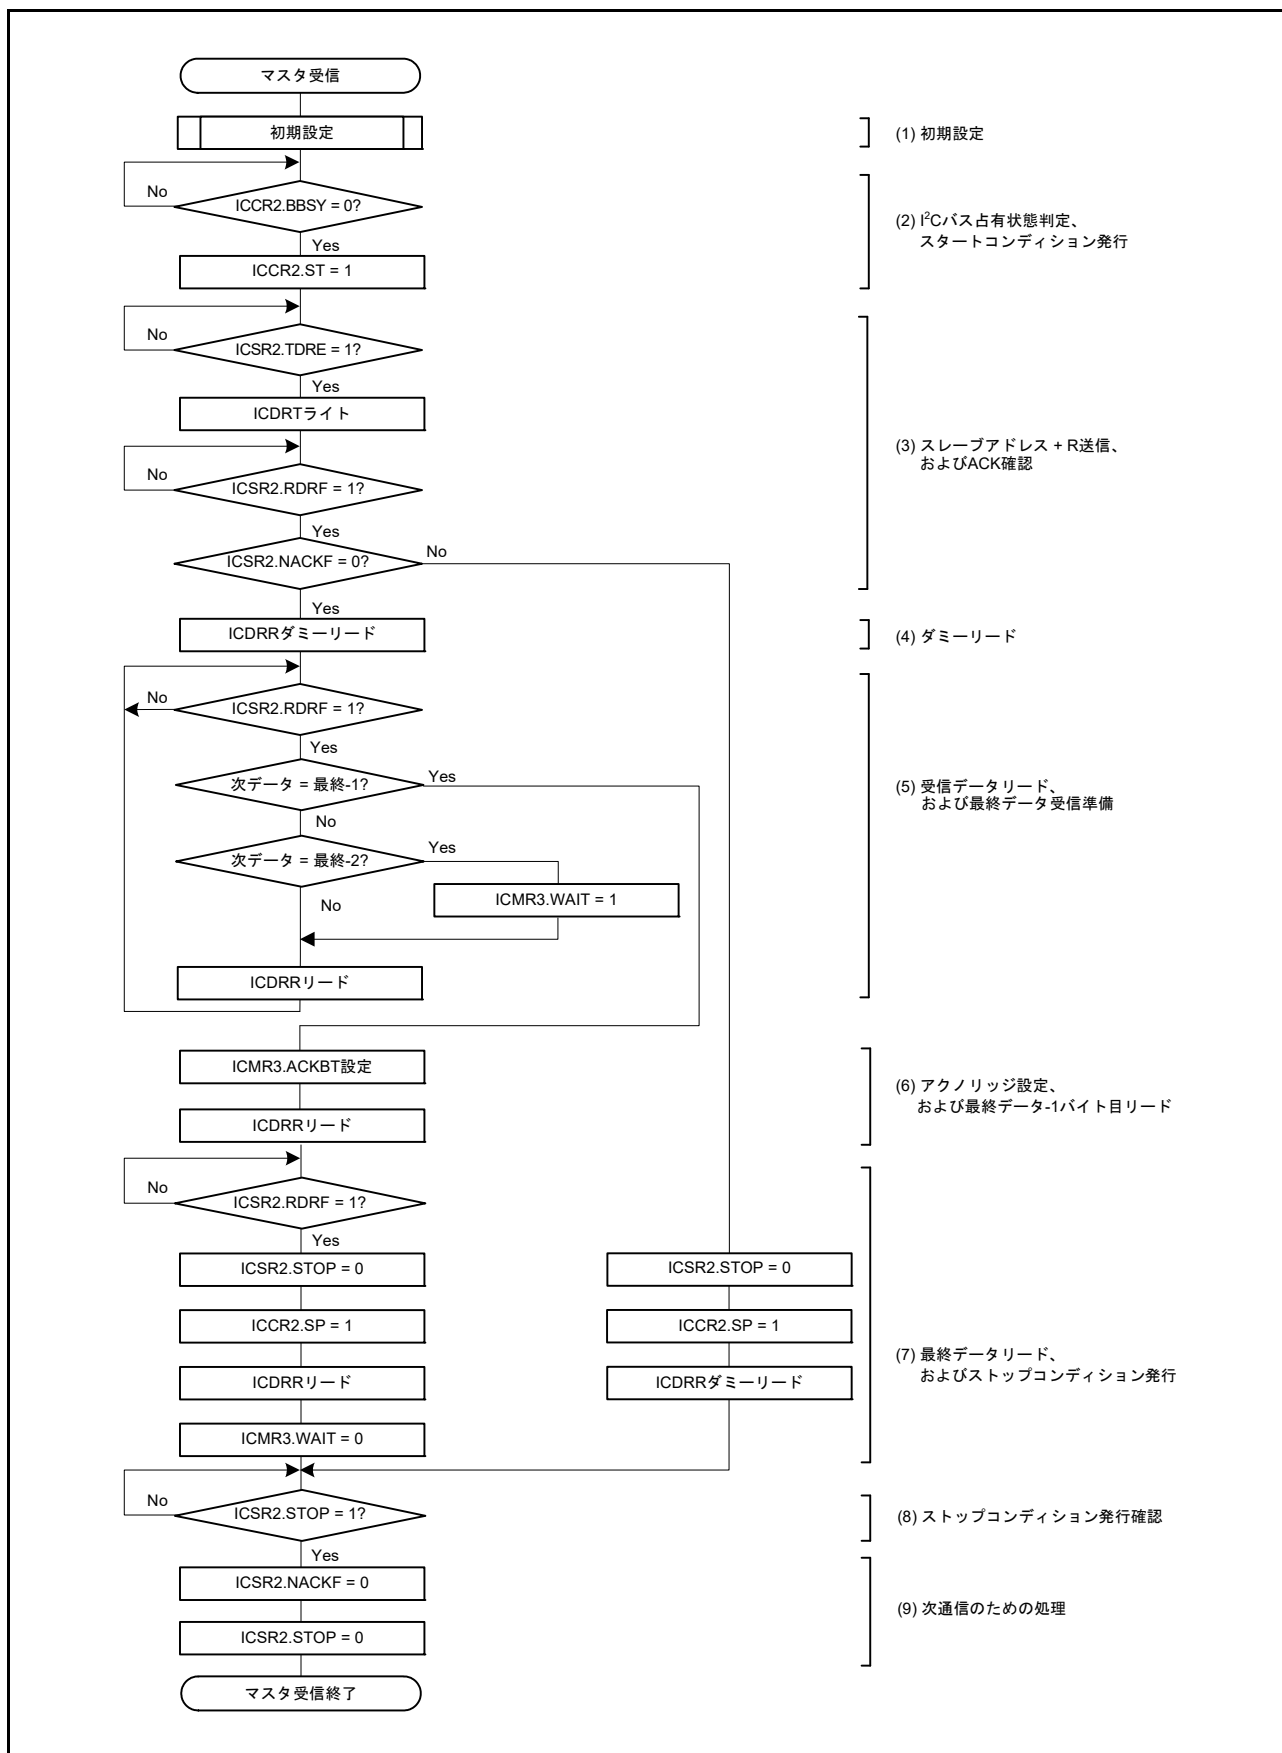 マスタ受信
初期設定
(1) 初期設定
No
ICCR2.BBSY = 0?
Yes
ICCR2.ST = 1
(2) I²Cバス占有状態判定、
スタートコンディション発行
No
ICSR2.TDRE = 1?
Yes
ICDRTライト
No
ICSR2.RDRF = 1?
Yes
ICSR2.NACKF = 0?
No
Yes
(3) スレーブアドレス + R送信、
およびACK確認
ICDRRダミーリード
(4) ダミーリード
No
ICSR2.RDRF = 1?
Yes
次データ = 最終-1?
Yes
No
次データ = 最終-2?
Yes
ICMR3.WAIT = 1
No
ICDRRリード
(5) 受信データリード、
および最終データ受信準備
ICMR3.ACKBT設定
ICDRRリード
(6) アクノリッジ設定、
および最終データ-1バイト目リード
No
ICSR2.RDRF = 1?
Yes
ICSR2.STOP = 0
ICCR2.SP = 1
ICDRRリード
ICMR3.WAIT = 0
ICSR2.STOP = 0
ICCR2.SP = 1
ICDRRダミーリード
(7) 最終データリード、
およびストップコンディション発行
No
ICSR2.STOP = 1?
Yes
(8) ストップコンディション発行確認
ICSR2.NACKF = 0
ICSR2.STOP = 0
(9) 次通信のための処理
マスタ受信終了